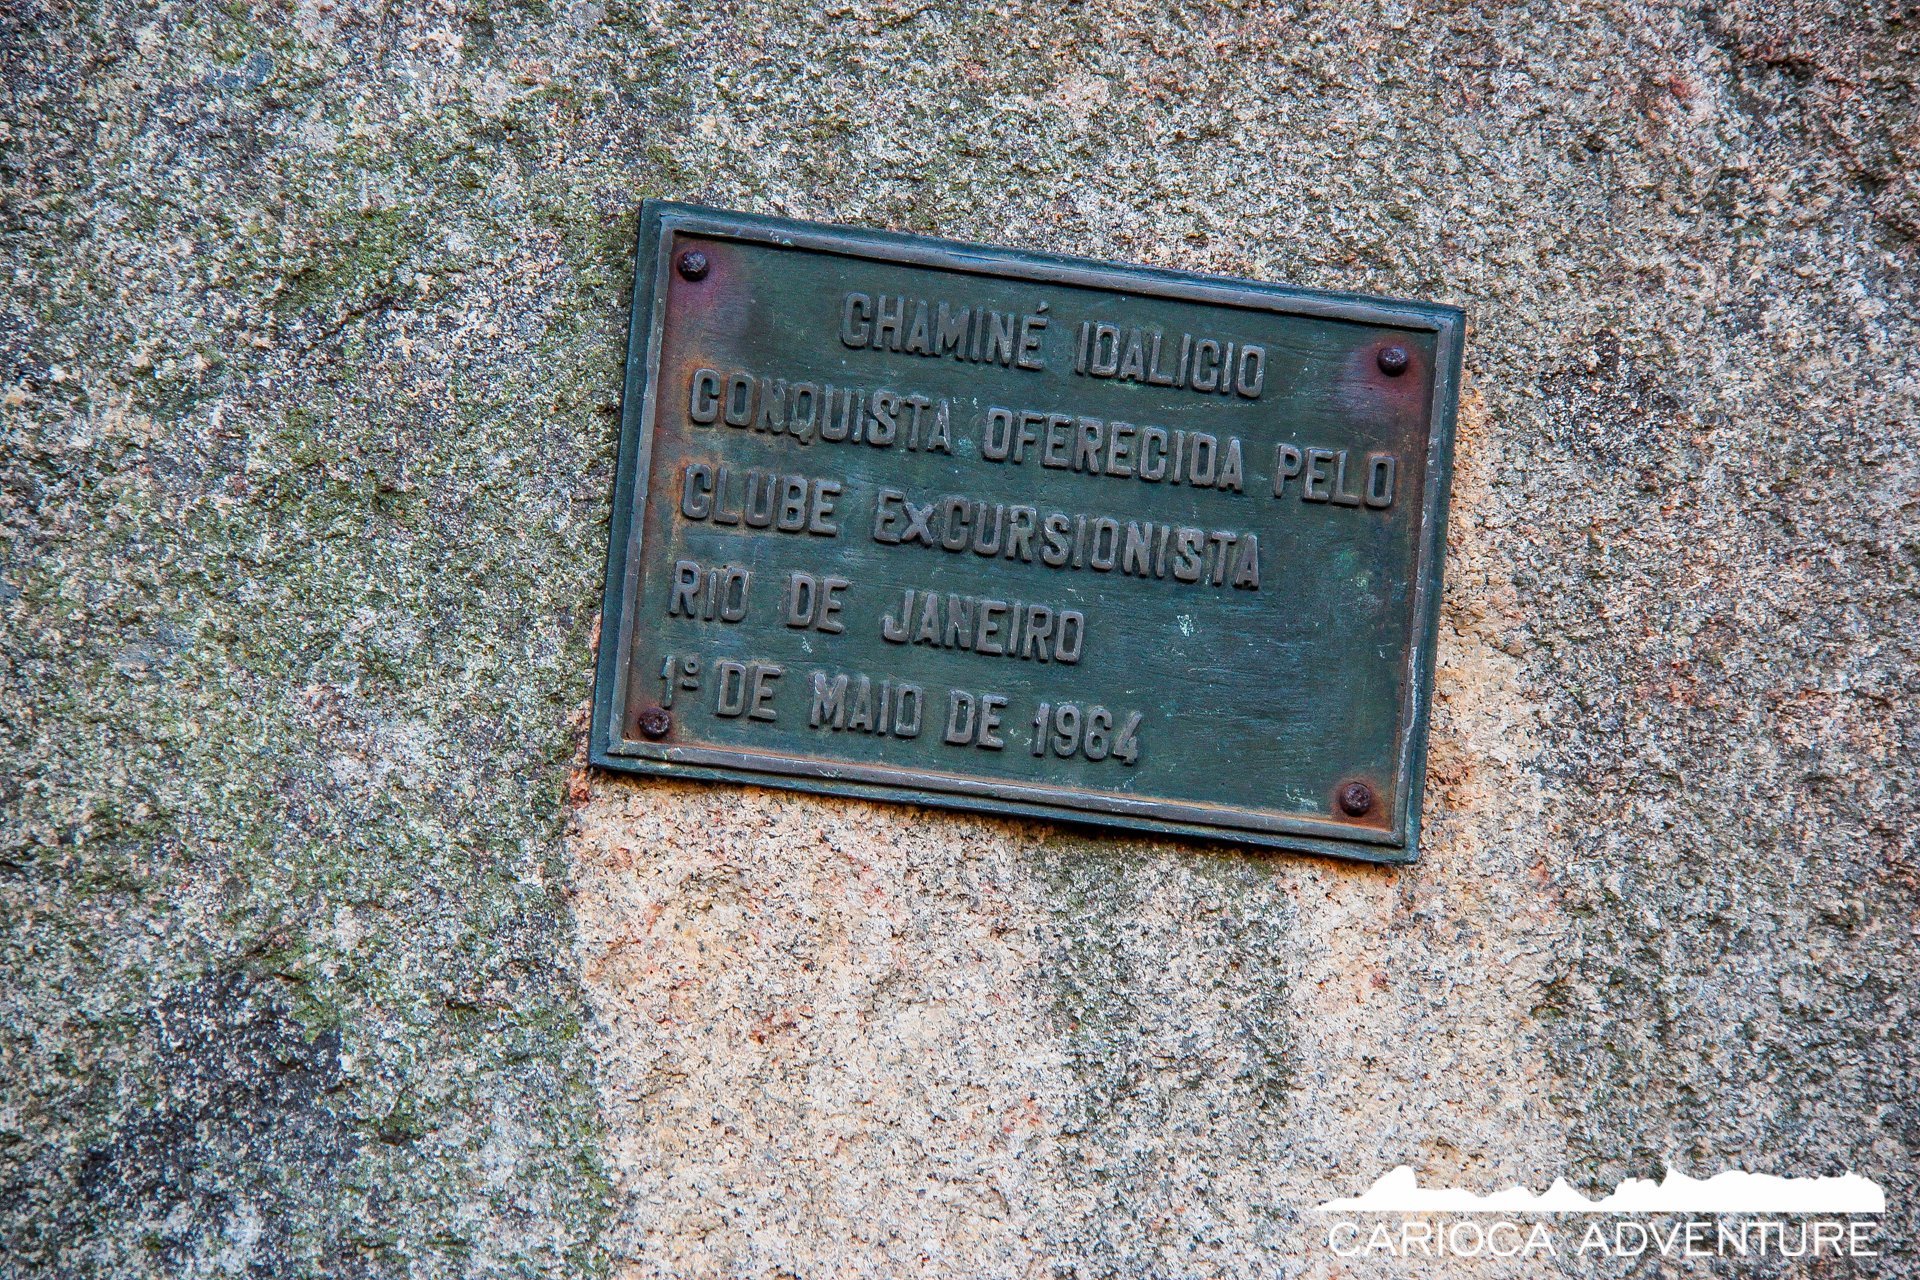 CHAMINÉ IDALICIO
CONQUISTA OFERECIDA PELO
CLUBE EXCURSIONISTA
RIO DE JANEIRO
1º DE MAIO DE 1964
CARIOCA ADVENTURE